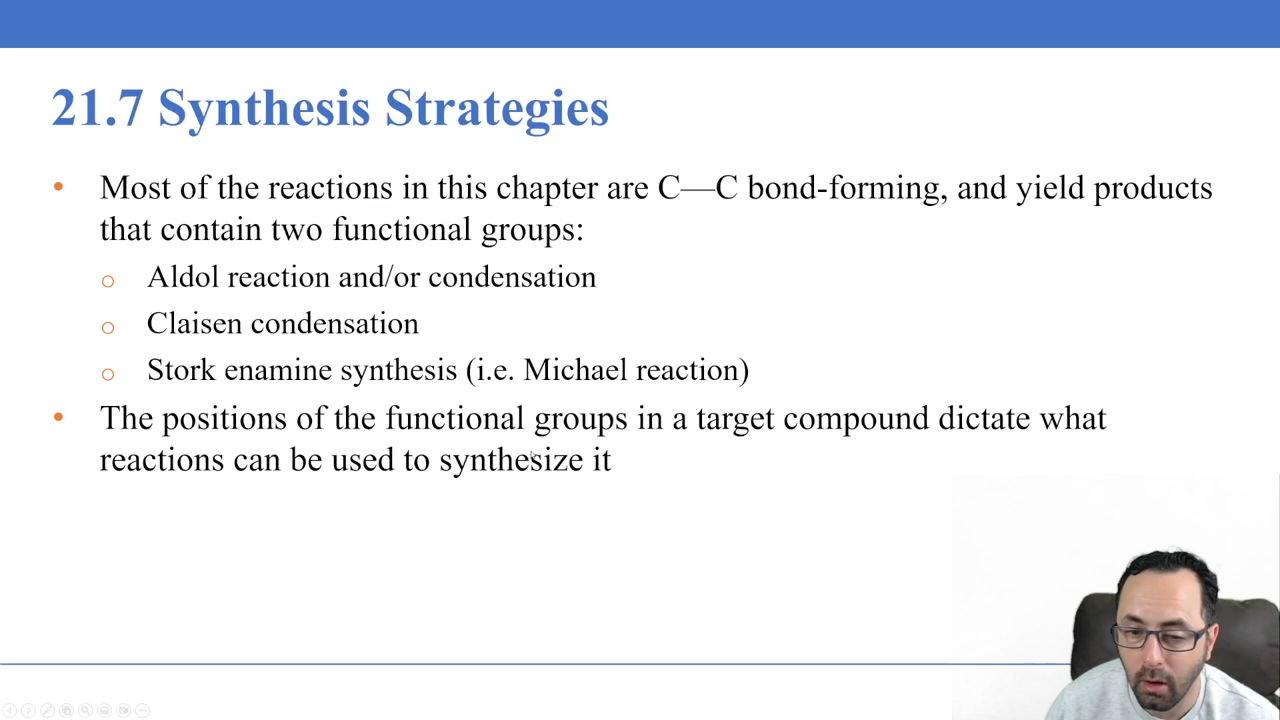 21.7 Synthesis Strategies
• Most of the reactions in this chapter are C—C bond-forming, and yield products
that contain two functional groups:
o Aldol reaction and/or condensation
o Claisen condensation
o Stork enamine synthesis (i.e. Michael reaction)
• The positions of the functional groups in a target compound dictate what
reactions can be used to synthesize it